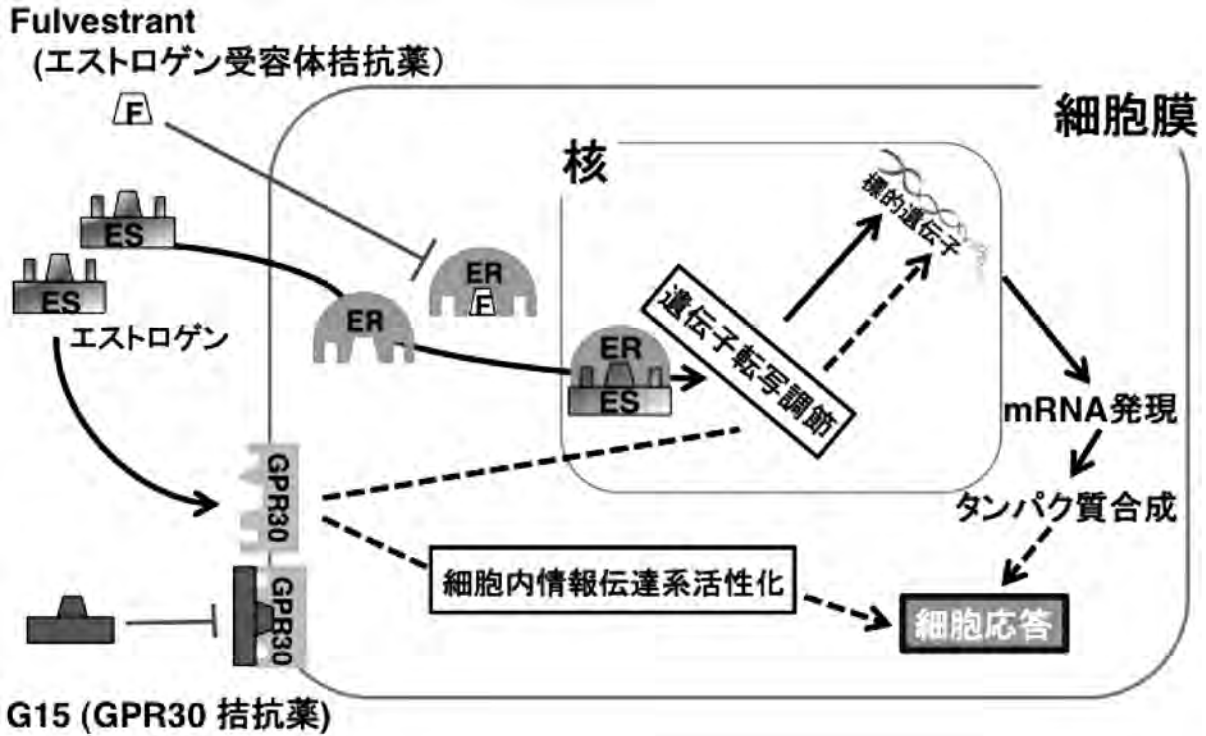 Fulvestrant
(エストロゲン受容体拮抗薬)
F
細胞膜
核
標的遺伝子
ES
ER
F
ES
エストロゲン
ER
ER
ES
遺伝子転写調節
mRNA発現
タンパク質合成
GPR30
細胞内情報伝達系活性化
細胞応答
GPR30
G15 (GPR30 拮抗薬)